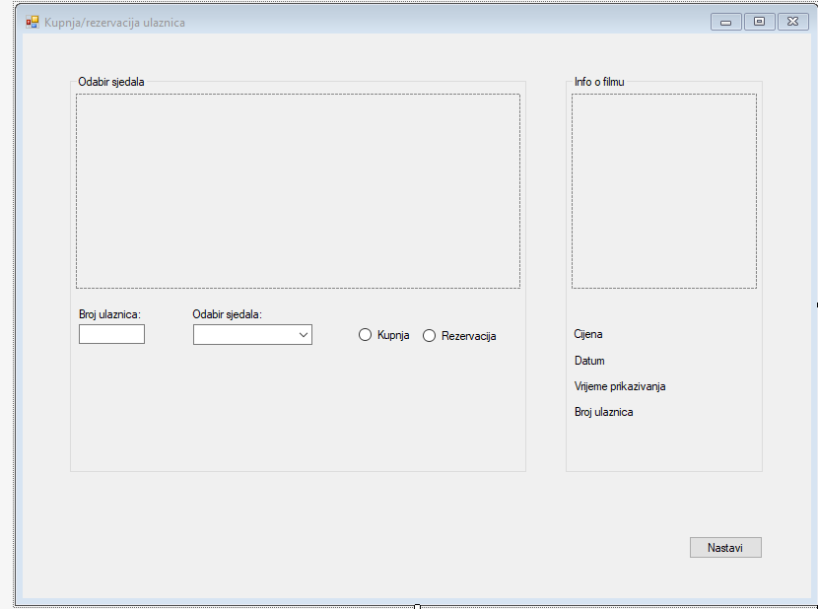 Kupnja/rezervacija ulaznica
Odabir sjedala
Info o filmu
Broj ulaznica:
Odabir sjedala:
Kupnja
Rezervacija
Cijena
Datum
Vrijeme prikazivanja
Broj ulaznica
Nastavi